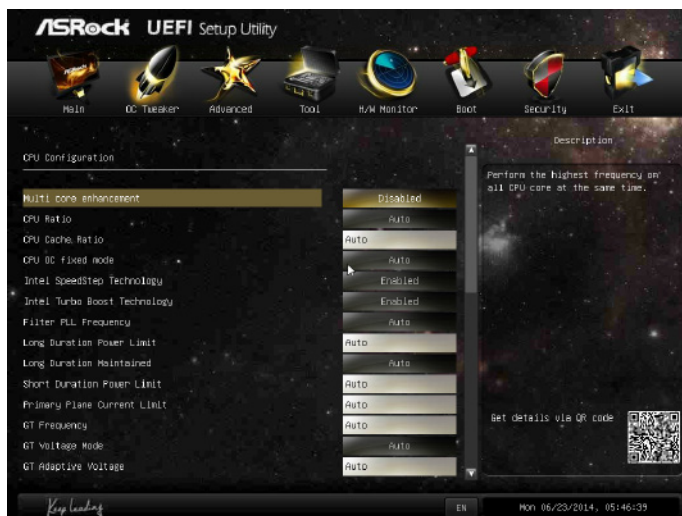 ASRock UEFI Setup Utility
Main OC Tweaker Advanced Tool H/W Monitor Boot Security Exit
CPU Configuration
Multi core enhancement Disabled
CPU Ratio Auto
CPU Cache Ratio Auto
CPU OC fixed mode Auto
Intel SpeedStep Technology Enabled
Intel Turbo Boost Technology Enabled
Filter PLL Frequency Auto
Long Duration Power Limit Auto
Long Duration Maintained Auto
Short Duration Power Limit Auto
Primary Plane Current Limit Auto
GT Frequency Auto
GT Voltage Mode Auto
GT Adaptive Voltage Auto
Description
Perform the highest frequency on
all CPU core at the same time.
Get details via QR code
Keep Leading
EN
Mon 06/23/2014, 05:46:39